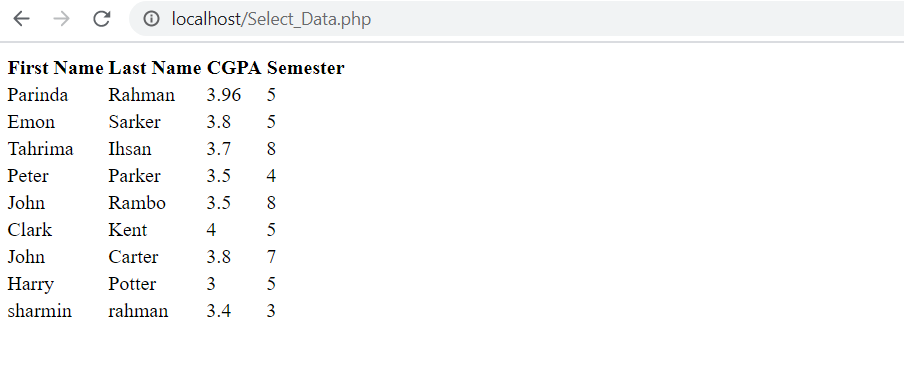 localhost/Select_Data.php
First Name Last Name CGPA Semester
Parinda Rahman 3.96 5
Emon Sarker 3.8 5
Tahrima Ihsan 3.7 8
Peter Parker 3.5 4
John Rambo 3.5 8
Clark Kent 4 5
John Carter 3.8 7
Harry Potter 3 5
sharmin rahman 3.4 3